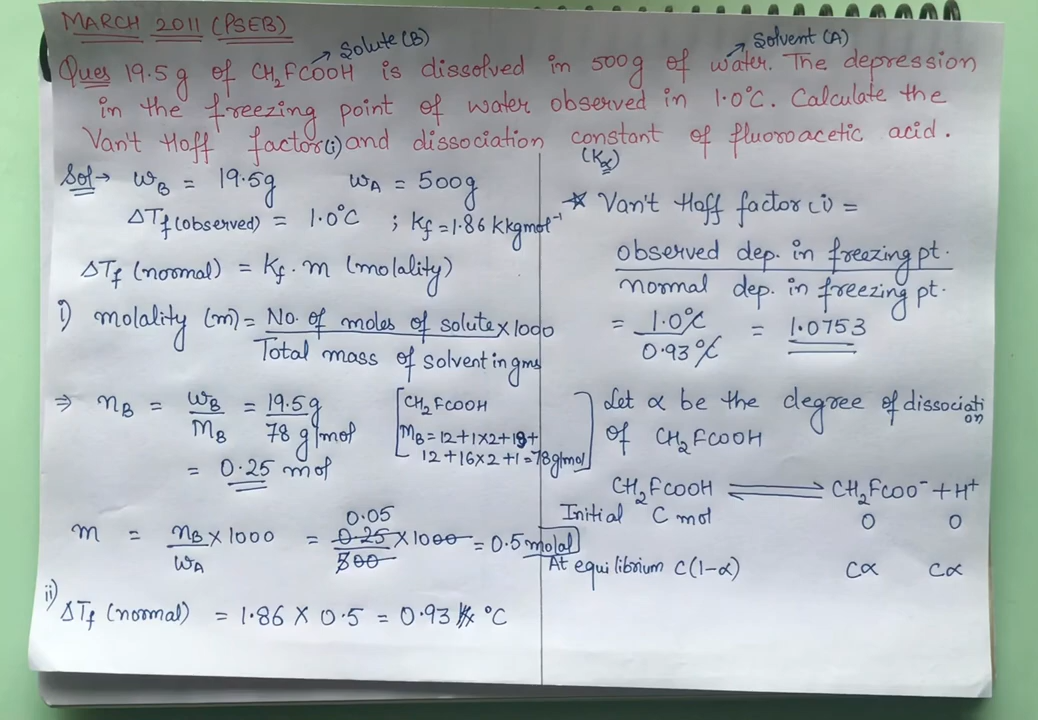 MARCH 2011 (PSEB)
→ Solute (B)
→ Solvent (A)
Ques 19.5 g of CH₂FCOOH is dissolved in 500g of water. The depression
in the freezing point of water observed in 1.0°C. Calculate the
Van't Hoff factor (i) and dissociation constant of fluoroacetic acid.
(Kα)
Sol→ WB = 19.5g WA = 500g
ΔTf (observed) = 1.0°C ; Kf = 1.86 K kg mol⁻¹
ΔTf (normal) = Kf . m (molality)
i) molality (m) = No. of moles of solute × 1000
Total mass of solvent in gms
⇒ nB = WB/MB = 19.5g/78 g/mol
= 0.25 mol
[CH₂FCOOH
MB = 12+1×2+19+
12+16×2+1=78g/mol]
m = nB/WA × 1000 = 0.25/500 × 1000 = 0.5 molal
0.05
ii) ΔTf (normal) = 1.86 × 0.5 = 0.93 °C
* Van't Hoff factor (i) =
observed dep. in freezing pt.
normal dep. in freezing pt.
= 1.0°C/0.93°C = 1.0753
Let α be the degree of dissociation
of CH₂FCOOH
CH₂FCOOH ⇌ CH₂FCOO⁻ + H⁺
Initial C mol 0 0
At equilibrium C(1-α) Cα Cα